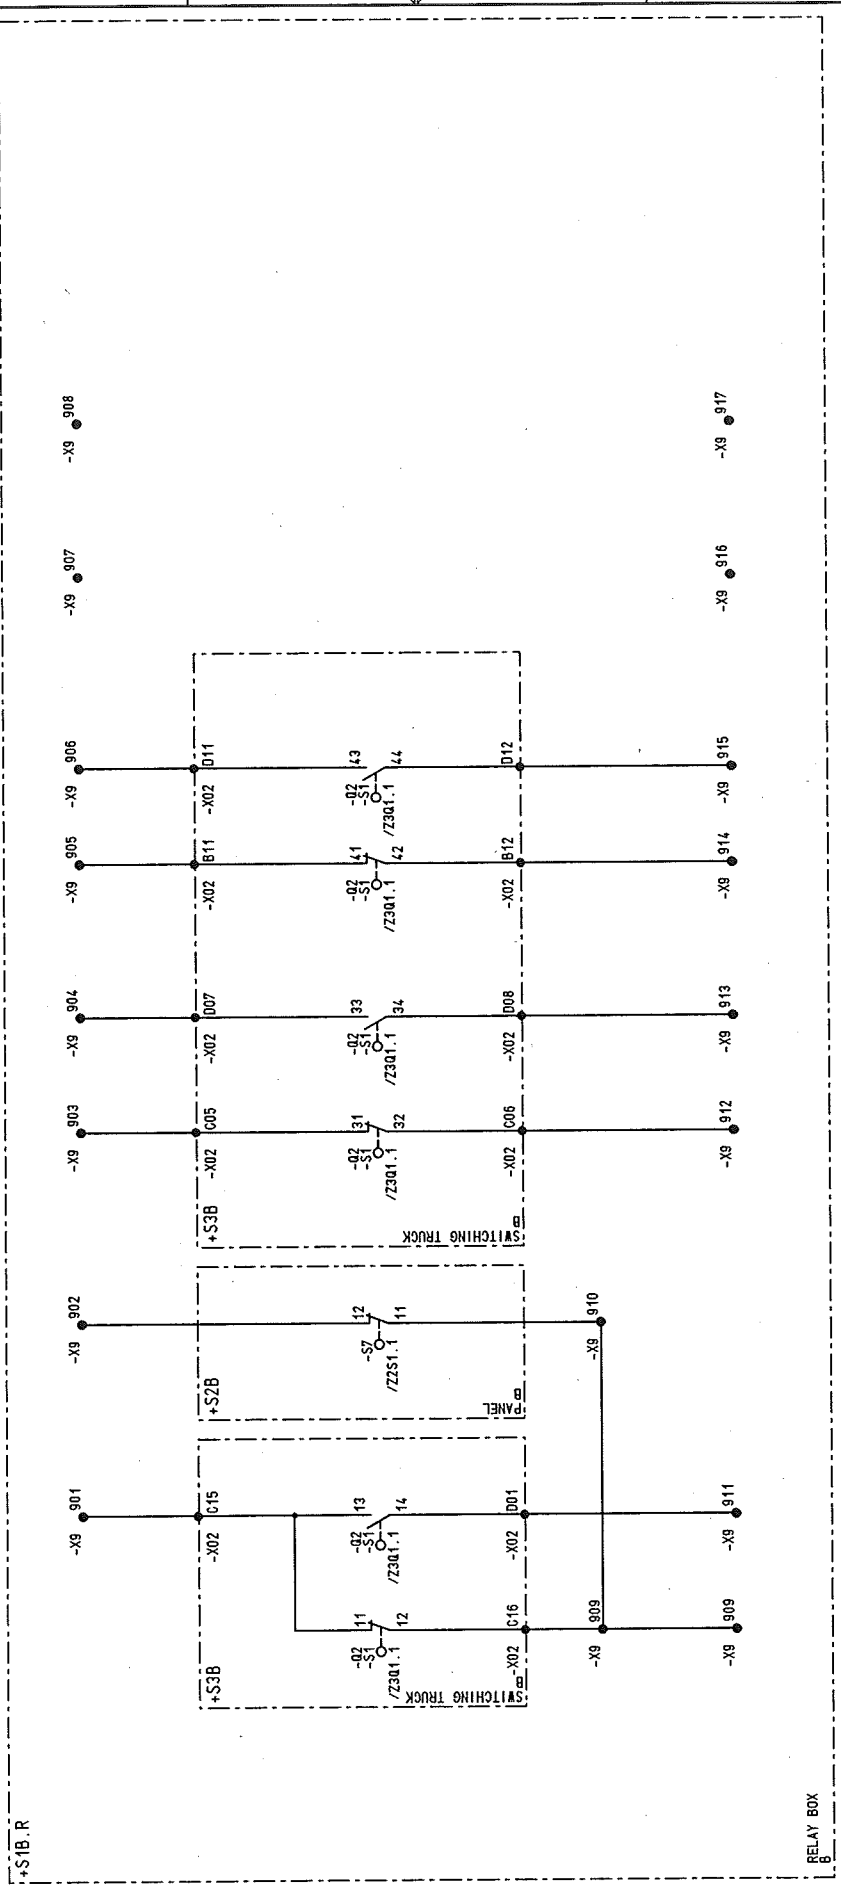 +S1B.R
-X9 901
-X9 902
-X9 903
-X9 904
-X9 905
-X9 906
-X9 907
-X9 908
+S3B
-X02 C15
+S2B
+S3B
-X02 C05
-X02 D07
-X02 B11
-X02 D11
-Q2
-S1
/Z3Q1.1
11
12
-Q2
-S1
/Z3Q1.1
13
14
-S7
/Z2S1.1
12
11
-Q2
-S1
/Z3Q1.1
31
32
-Q2
-S1
/Z3Q1.1
33
34
-Q2
-S1
/Z3Q1.1
41
42
-Q2
-S1
/Z3Q1.1
43
44
SWITCHING TRUCK
B
-X02 C16
-X02 D01
PANEL
B
SWITCHING TRUCK
B
-X02 C06
-X02 D08
-X02 B12
D12
-X9 909
-X9 910
-X9 909
-X9 911
-X9 912
-X9 913
-X9 914
-X9 915
-X9 916
-X9 917
RELAY BOX
B